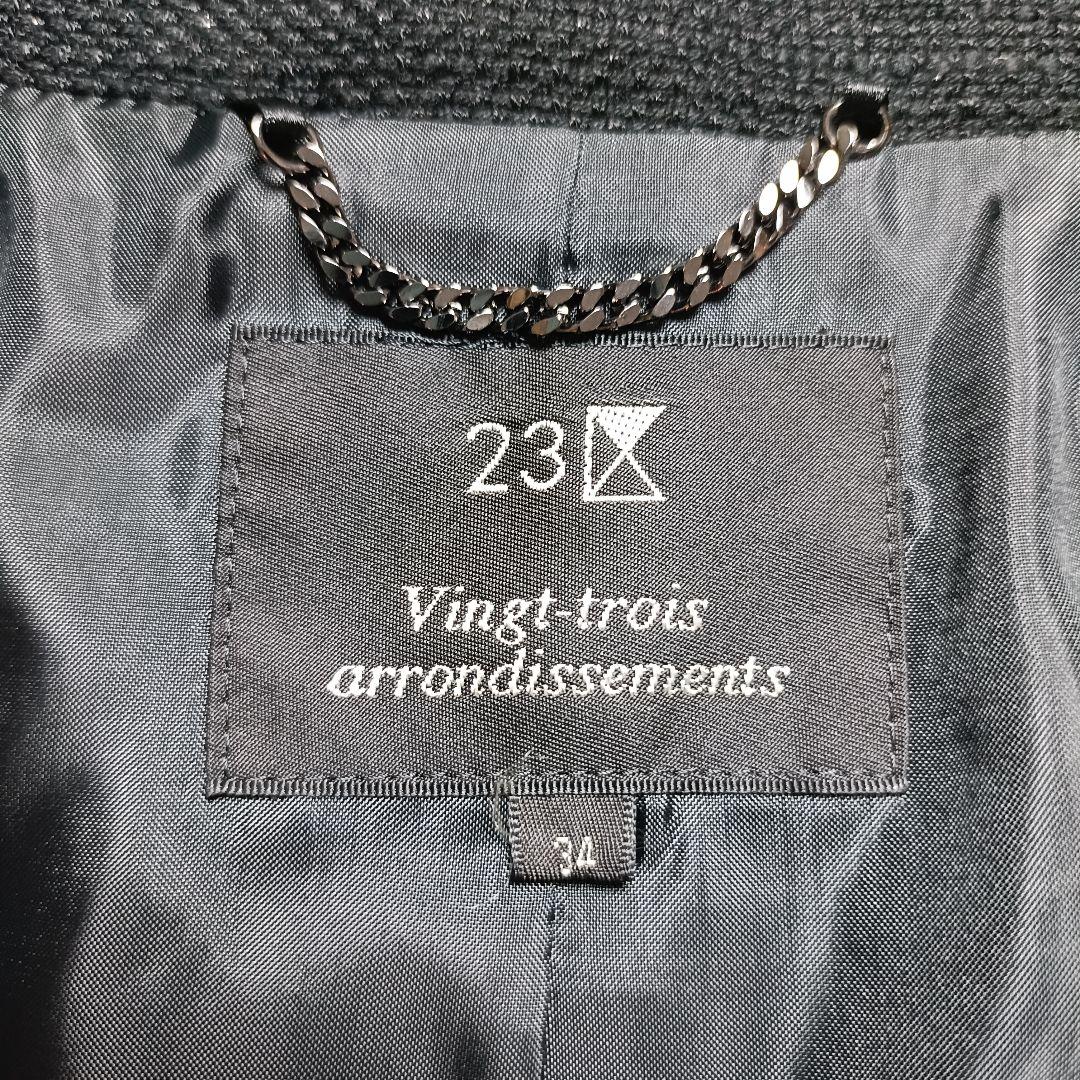 23
Vingt-trois
arrondissements
34